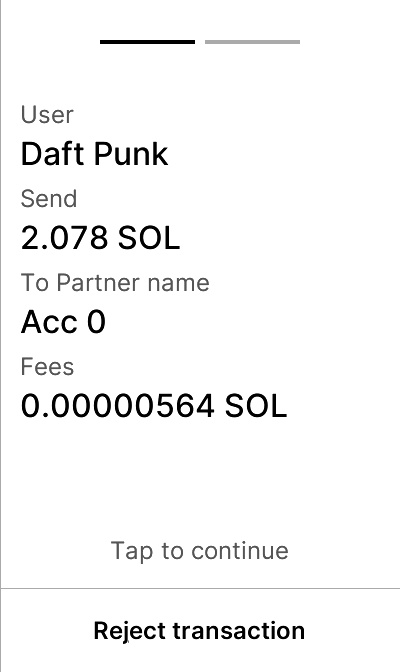 User
Daft Punk
Send
2.078 SOL
To Partner name
Acc 0
Fees
0.00000564 SOL
Tap to continue
Reject transaction